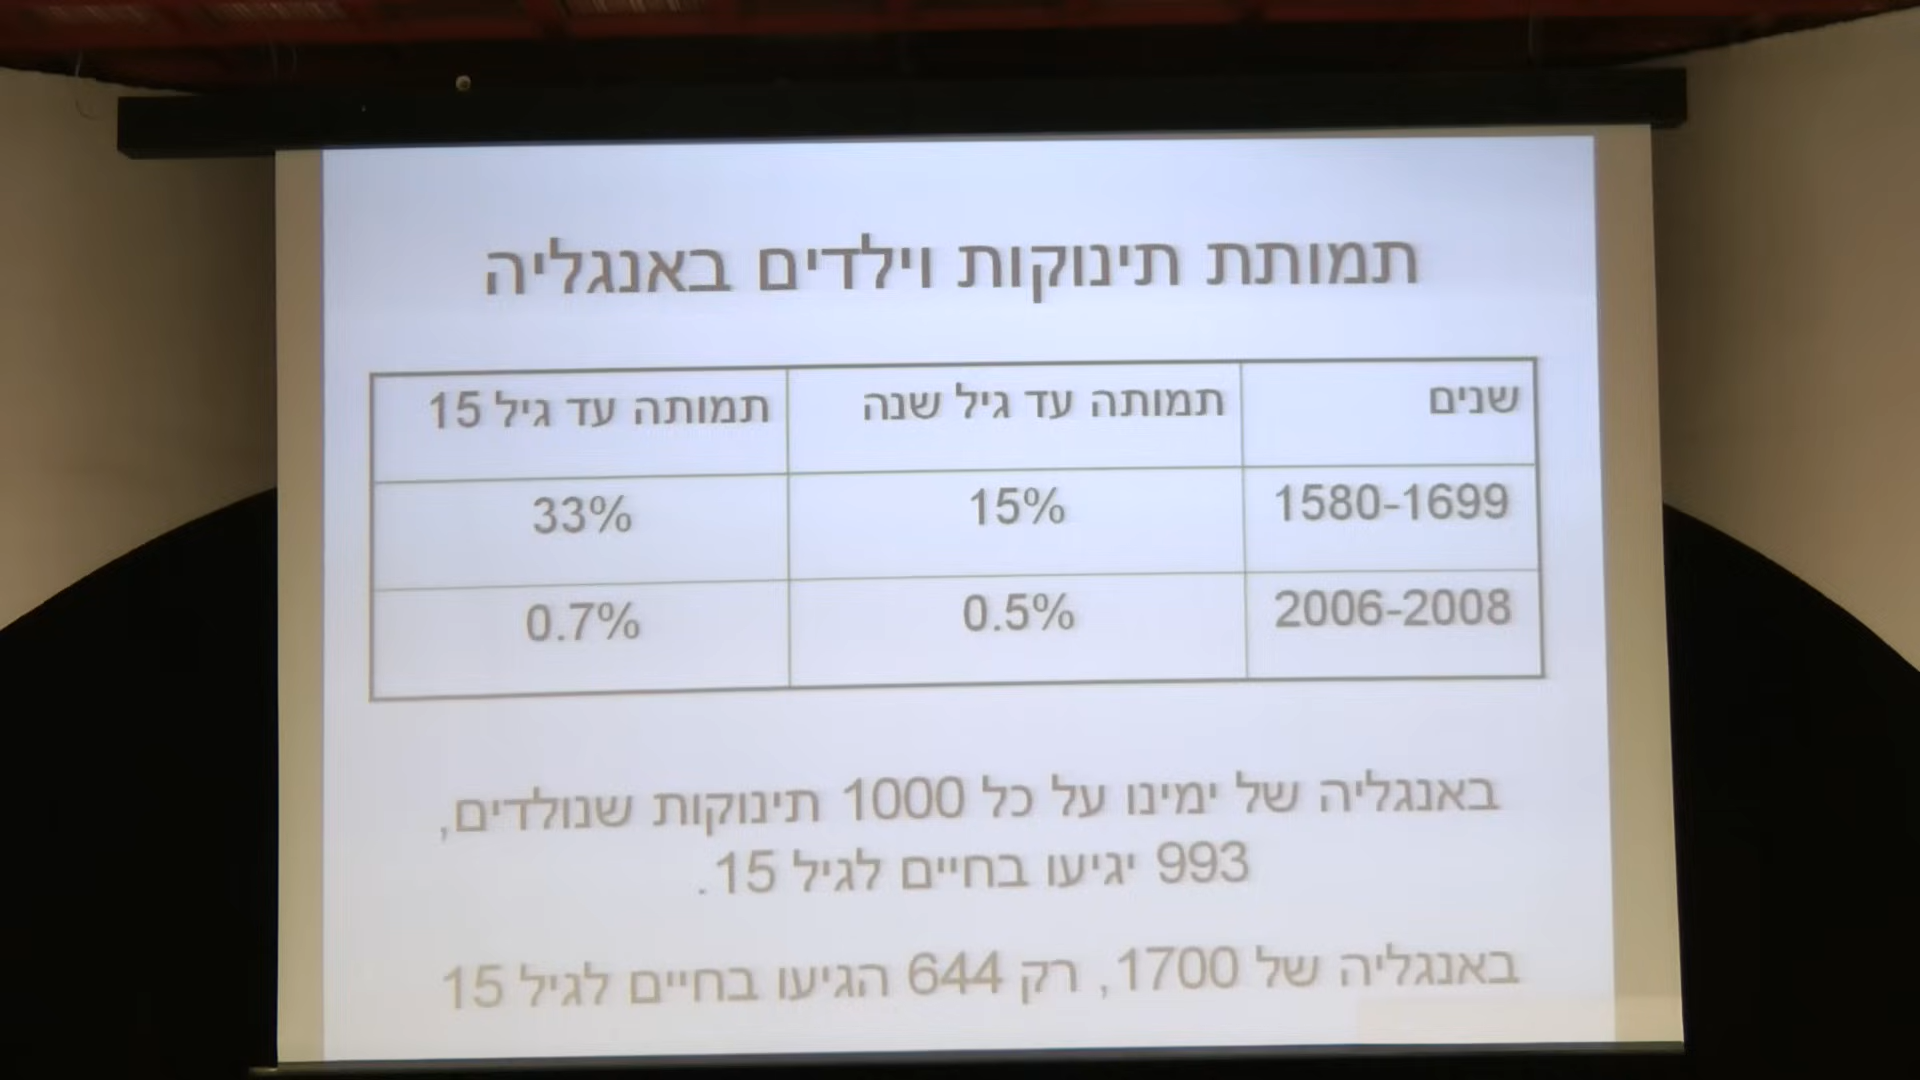 תמותת תינוקות וילדים באנגליה
שנים תמותה עד גיל שנה תמותה עד גיל 15
1580-1699 15% 33%
2006-2008 0.5% 0.7%
באנגליה של ימינו על כל 1000 תינוקות שנולדים,
993 יגיעו בחיים לגיל 15.
באנגליה של 1700, רק 644 הגיעו בחיים לגיל 15